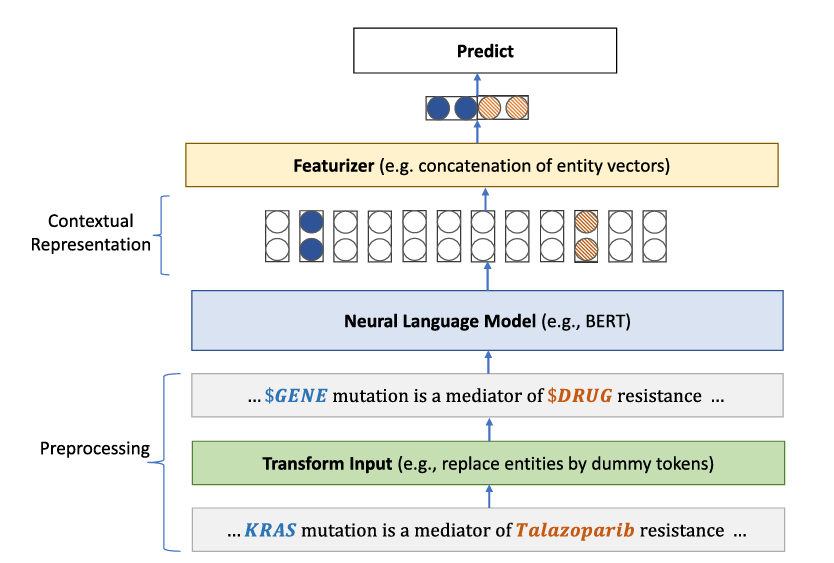 Predict
Featurizer (e.g. concatenation of entity vectors)
Contextual
Representation
Neural Language Model (e.g., BERT)
... $GENE mutation is a mediator of $DRUG resistance ...
Preprocessing
Transform Input (e.g., replace entities by dummy tokens)
... KRAS mutation is a mediator of Talazoparib resistance ...